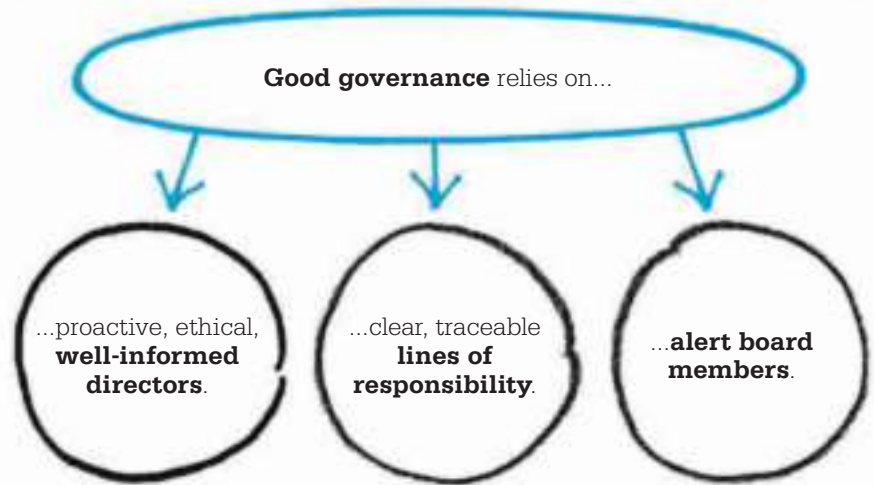 Good governance relies on...
...proactive, ethical,
well-informed
directors.
...clear, traceable
lines of
responsibility.
...alert board
members.